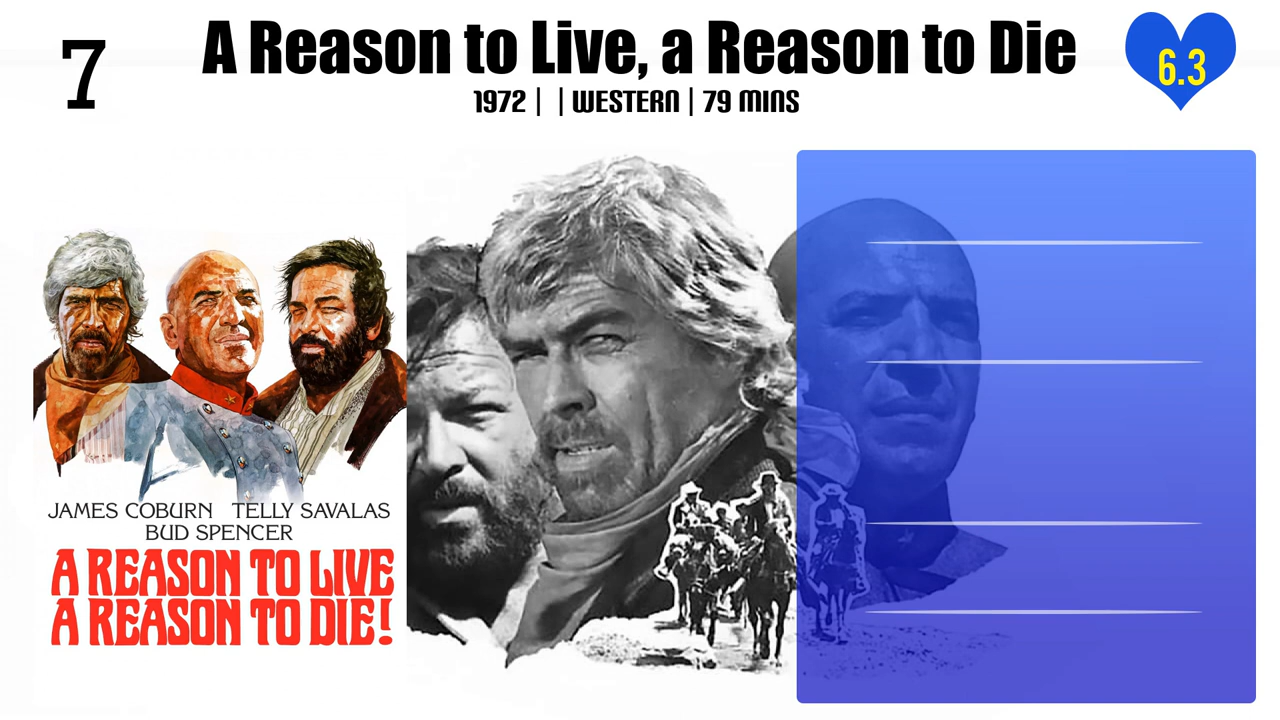 7
A Reason to Live, a Reason to Die
6.3
1972 | | WESTERN | 79 MINS
JAMES COBURN TELLY SAVALAS
BUD SPENCER
A REASON TO LIVE
A REASON TO DIE!